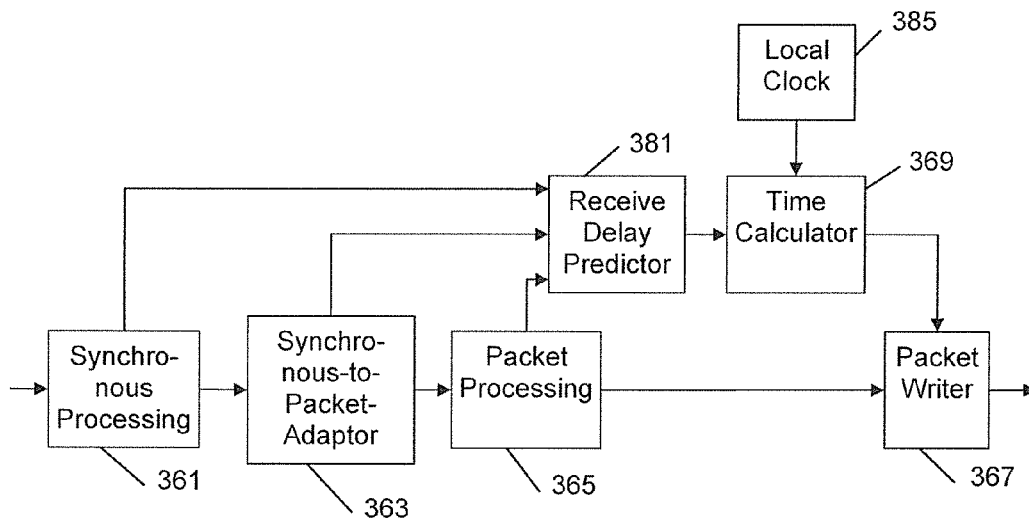 385
Local
Clock
381
369
Receive
Delay
Predictor
Time
Calculator
Synchro-
nous
Processing
Synchro-
nous-to-
Packet-
Adaptor
Packet
Processing
Packet
Writer
361
363
365
367